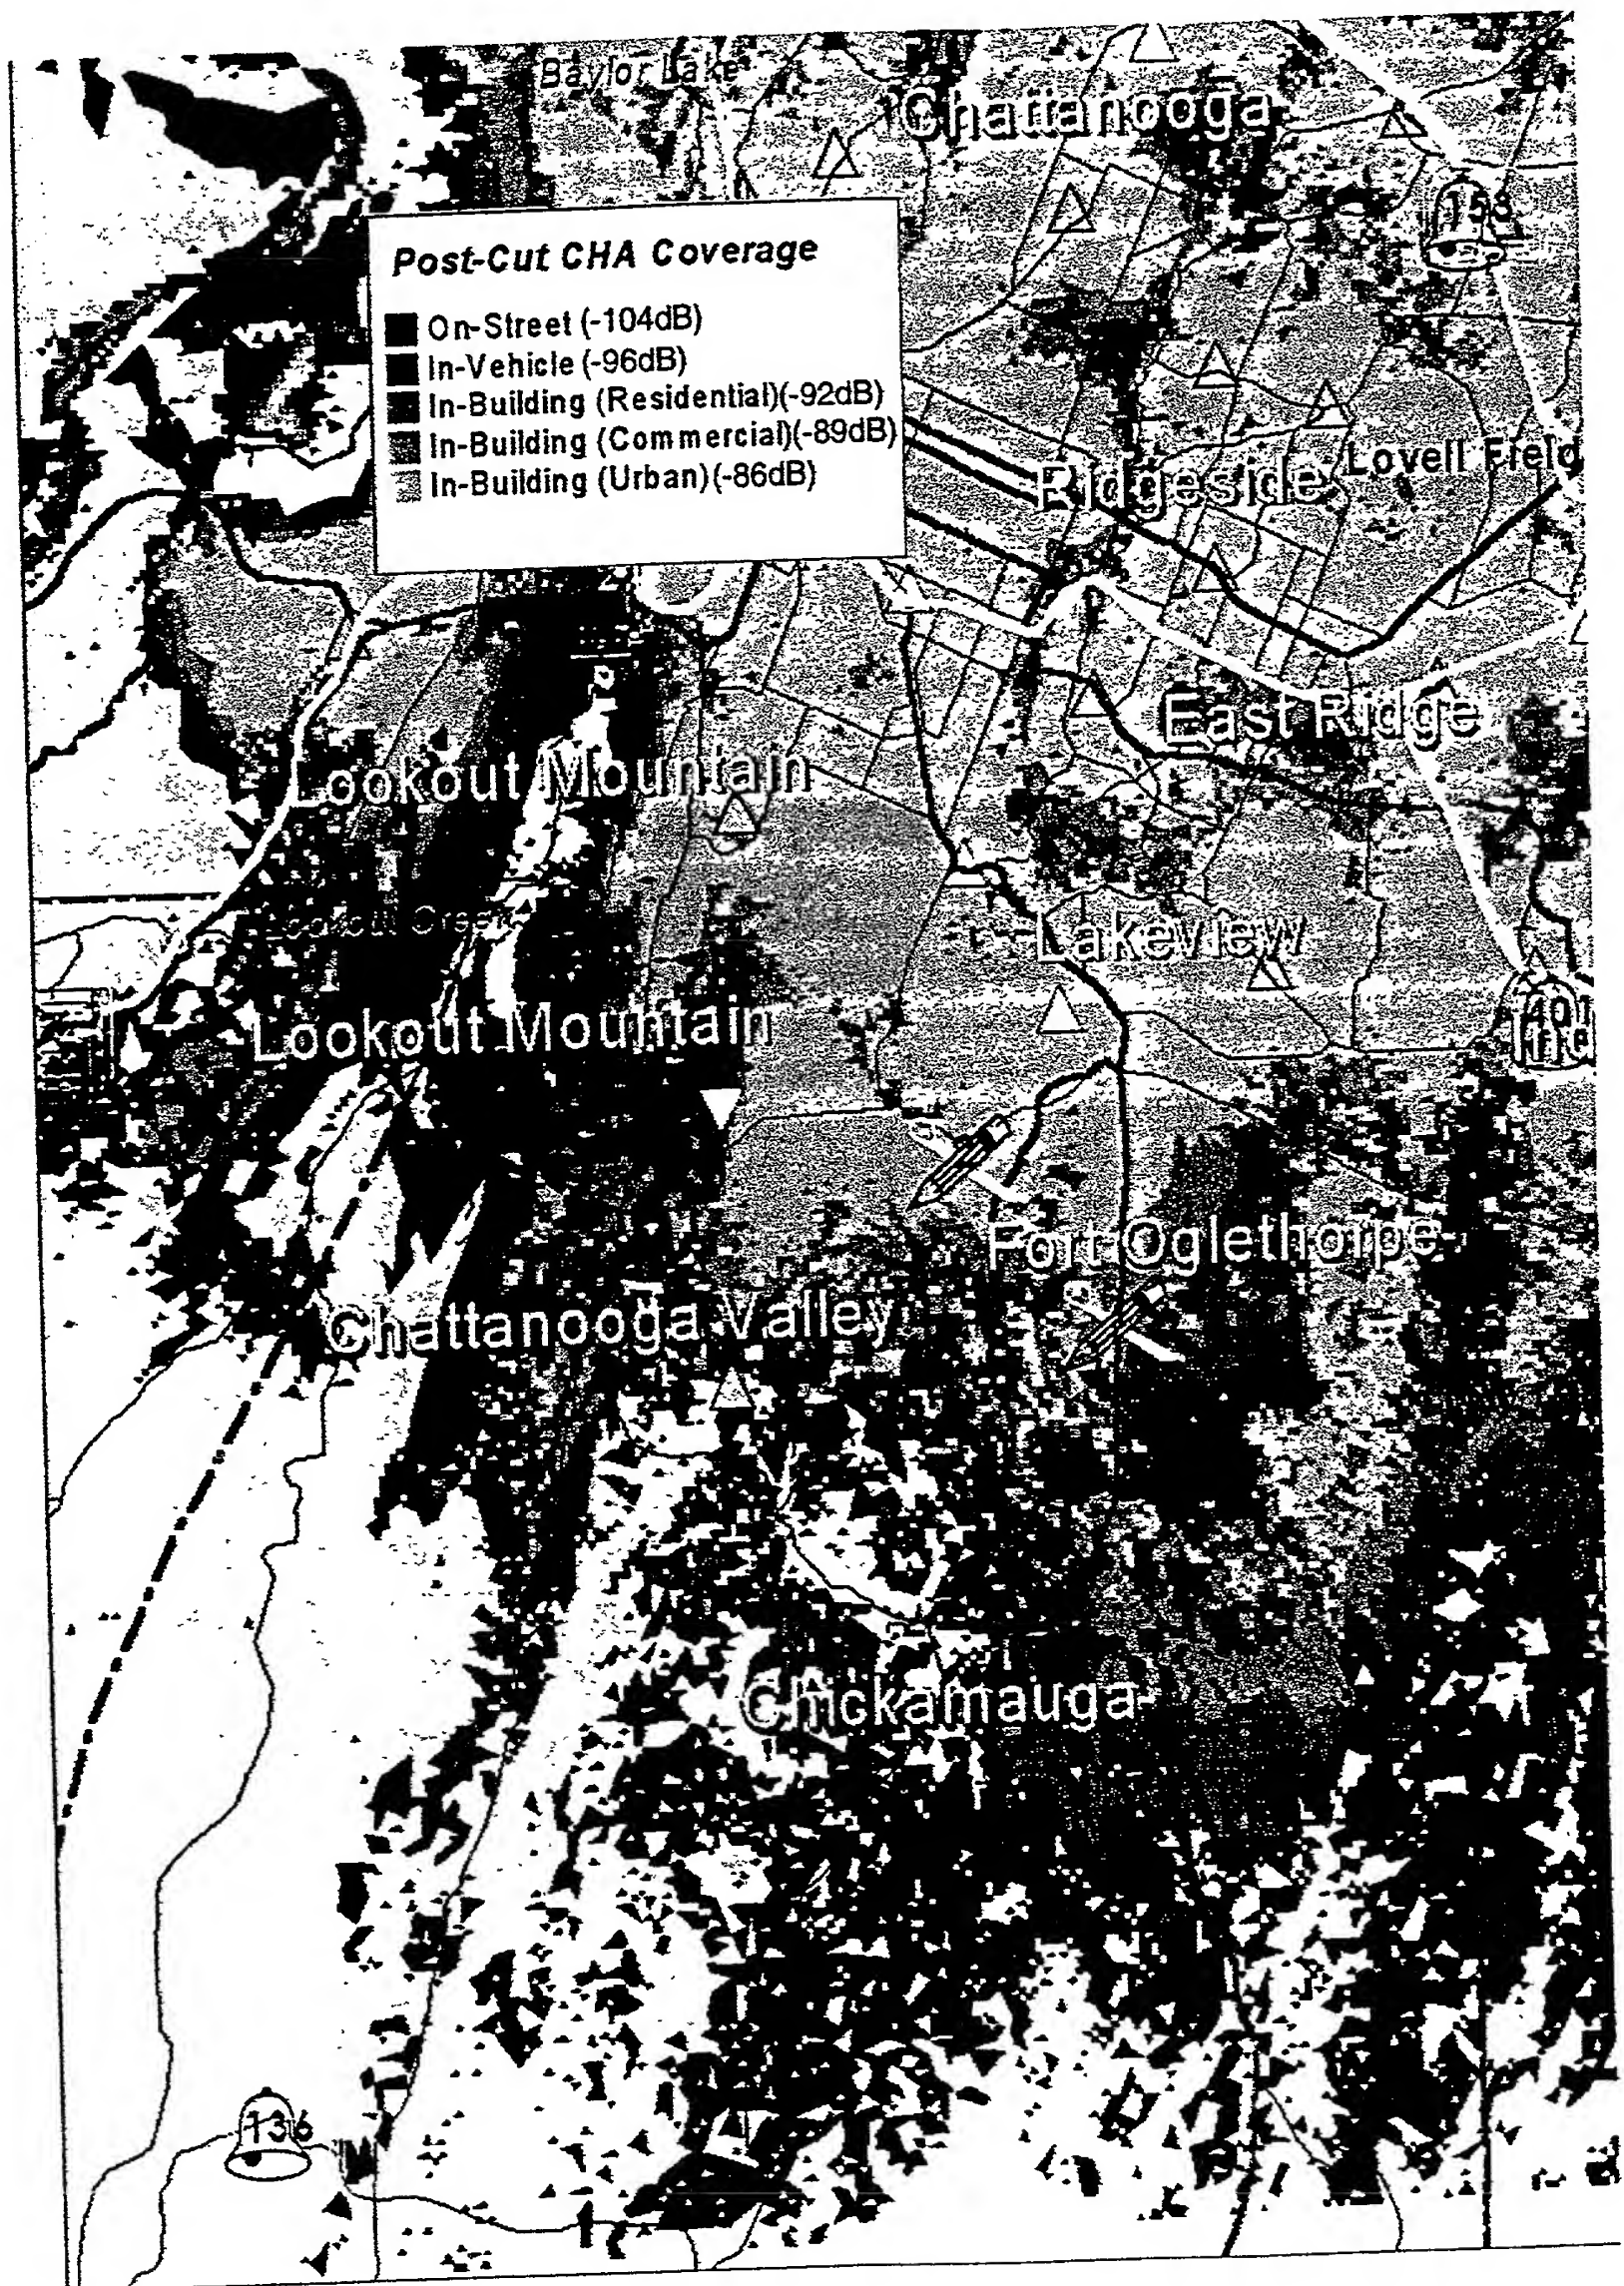 Baylor Lake
Chattanooga
158
Post-Cut CHA Coverage
On-Street (-104dB)
In-Vehicle (-96dB)
In-Building (Residential)(-92dB)
In-Building (Commercial)(-89dB)
In-Building (Urban)(-86dB)
Ridgeside
Lovell Field
East Ridge
Lookout Mountain
Lookout Creek
Lakeview
Lookout Mountain
401
Fort Oglethorpe
Chattanooga Valley
Chickamauga
136